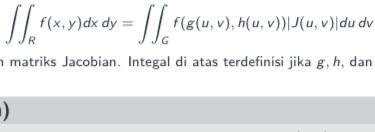 ∬_R f(x, y)dx dy = ∬_G f(g(u, v), h(u, v))|J(u, v)|du dv
matriks Jacobian. Integal di atas terdefinisi jika g, h, dan
)